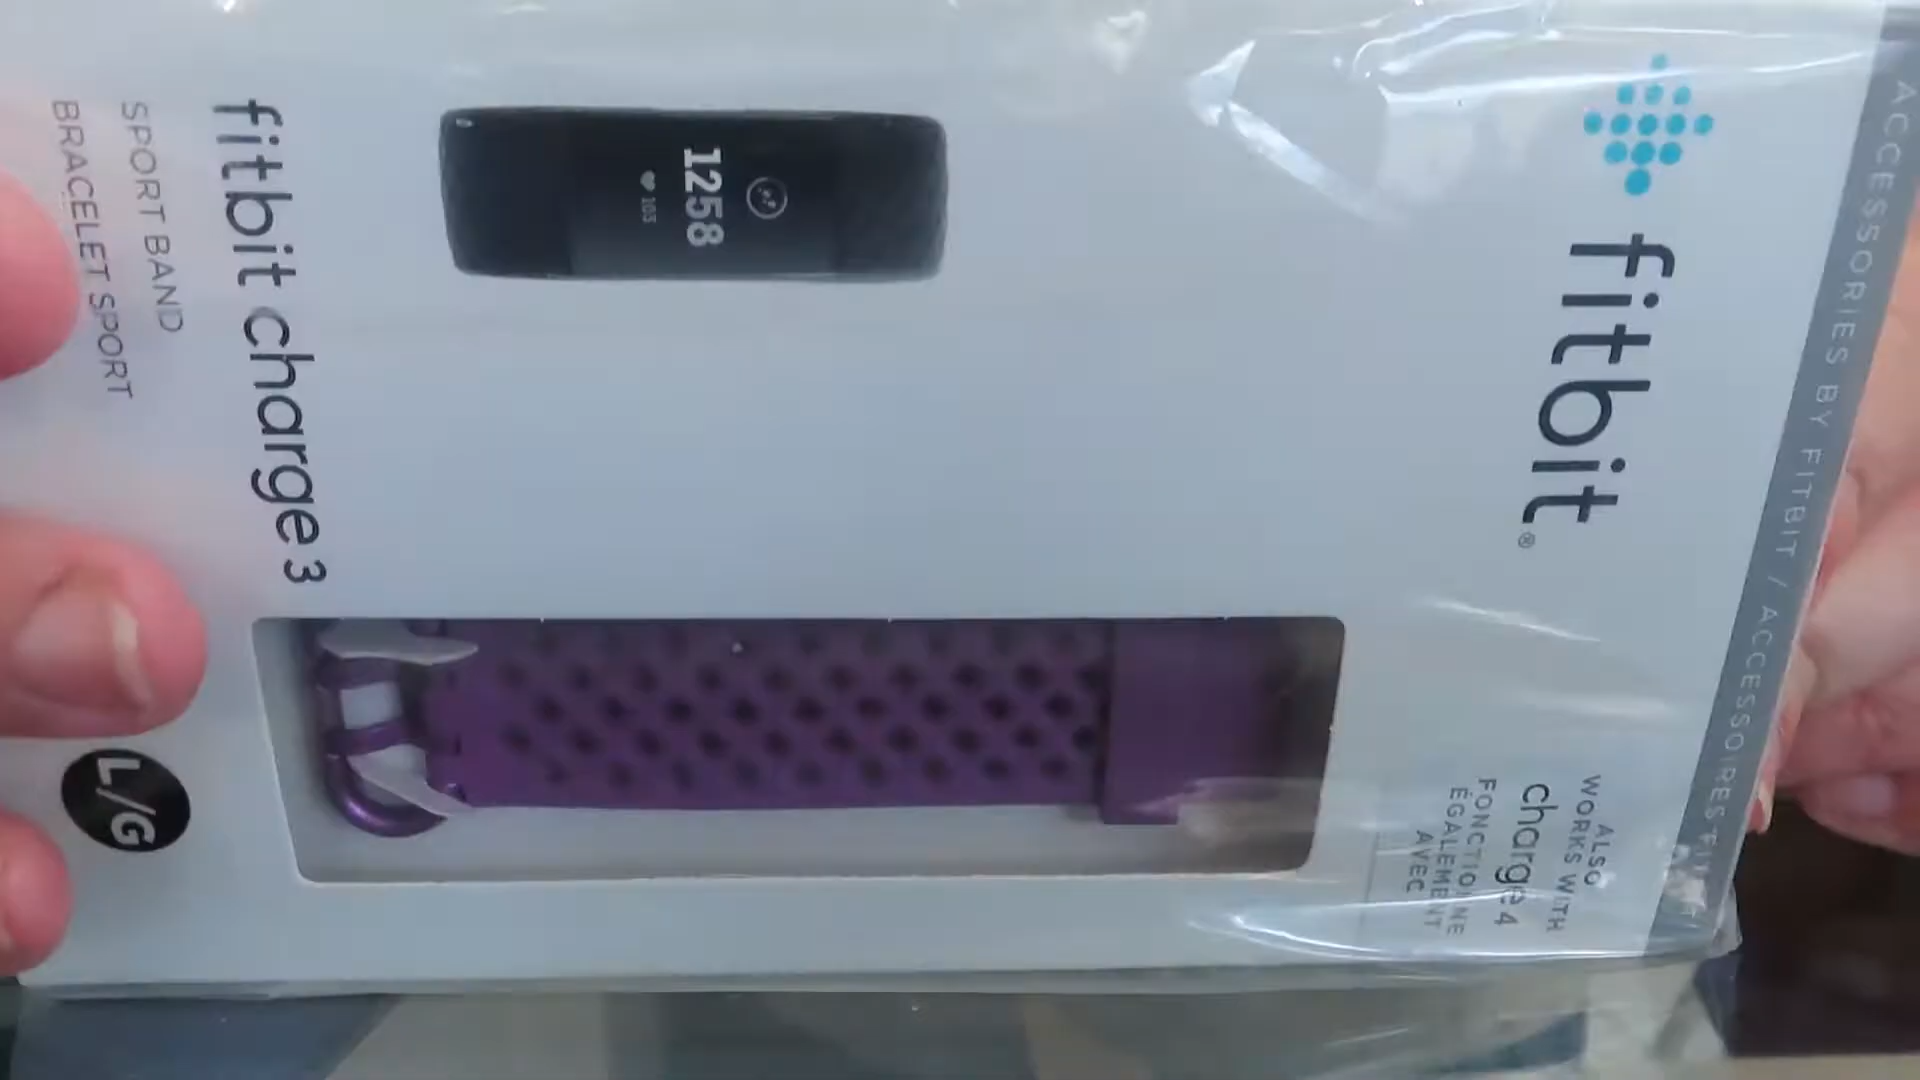 ACCESSORIES BY FITBIT / ACCESSOIRES
fitbit®
1258
103
fitbit charge 3
SPORT BAND
BRACELET SPORT
L/G
ALSO
WORKS WITH
charge 4
FONCTIONNE
ÉGALEMENT
AVEC